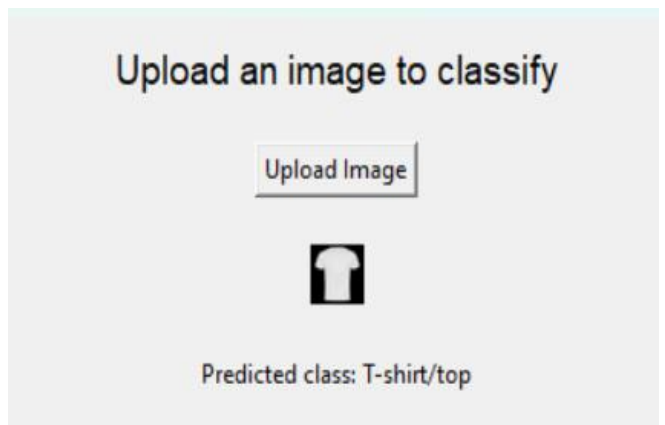 Upload an image to classify
Upload Image
Predicted class: T-shirt/top